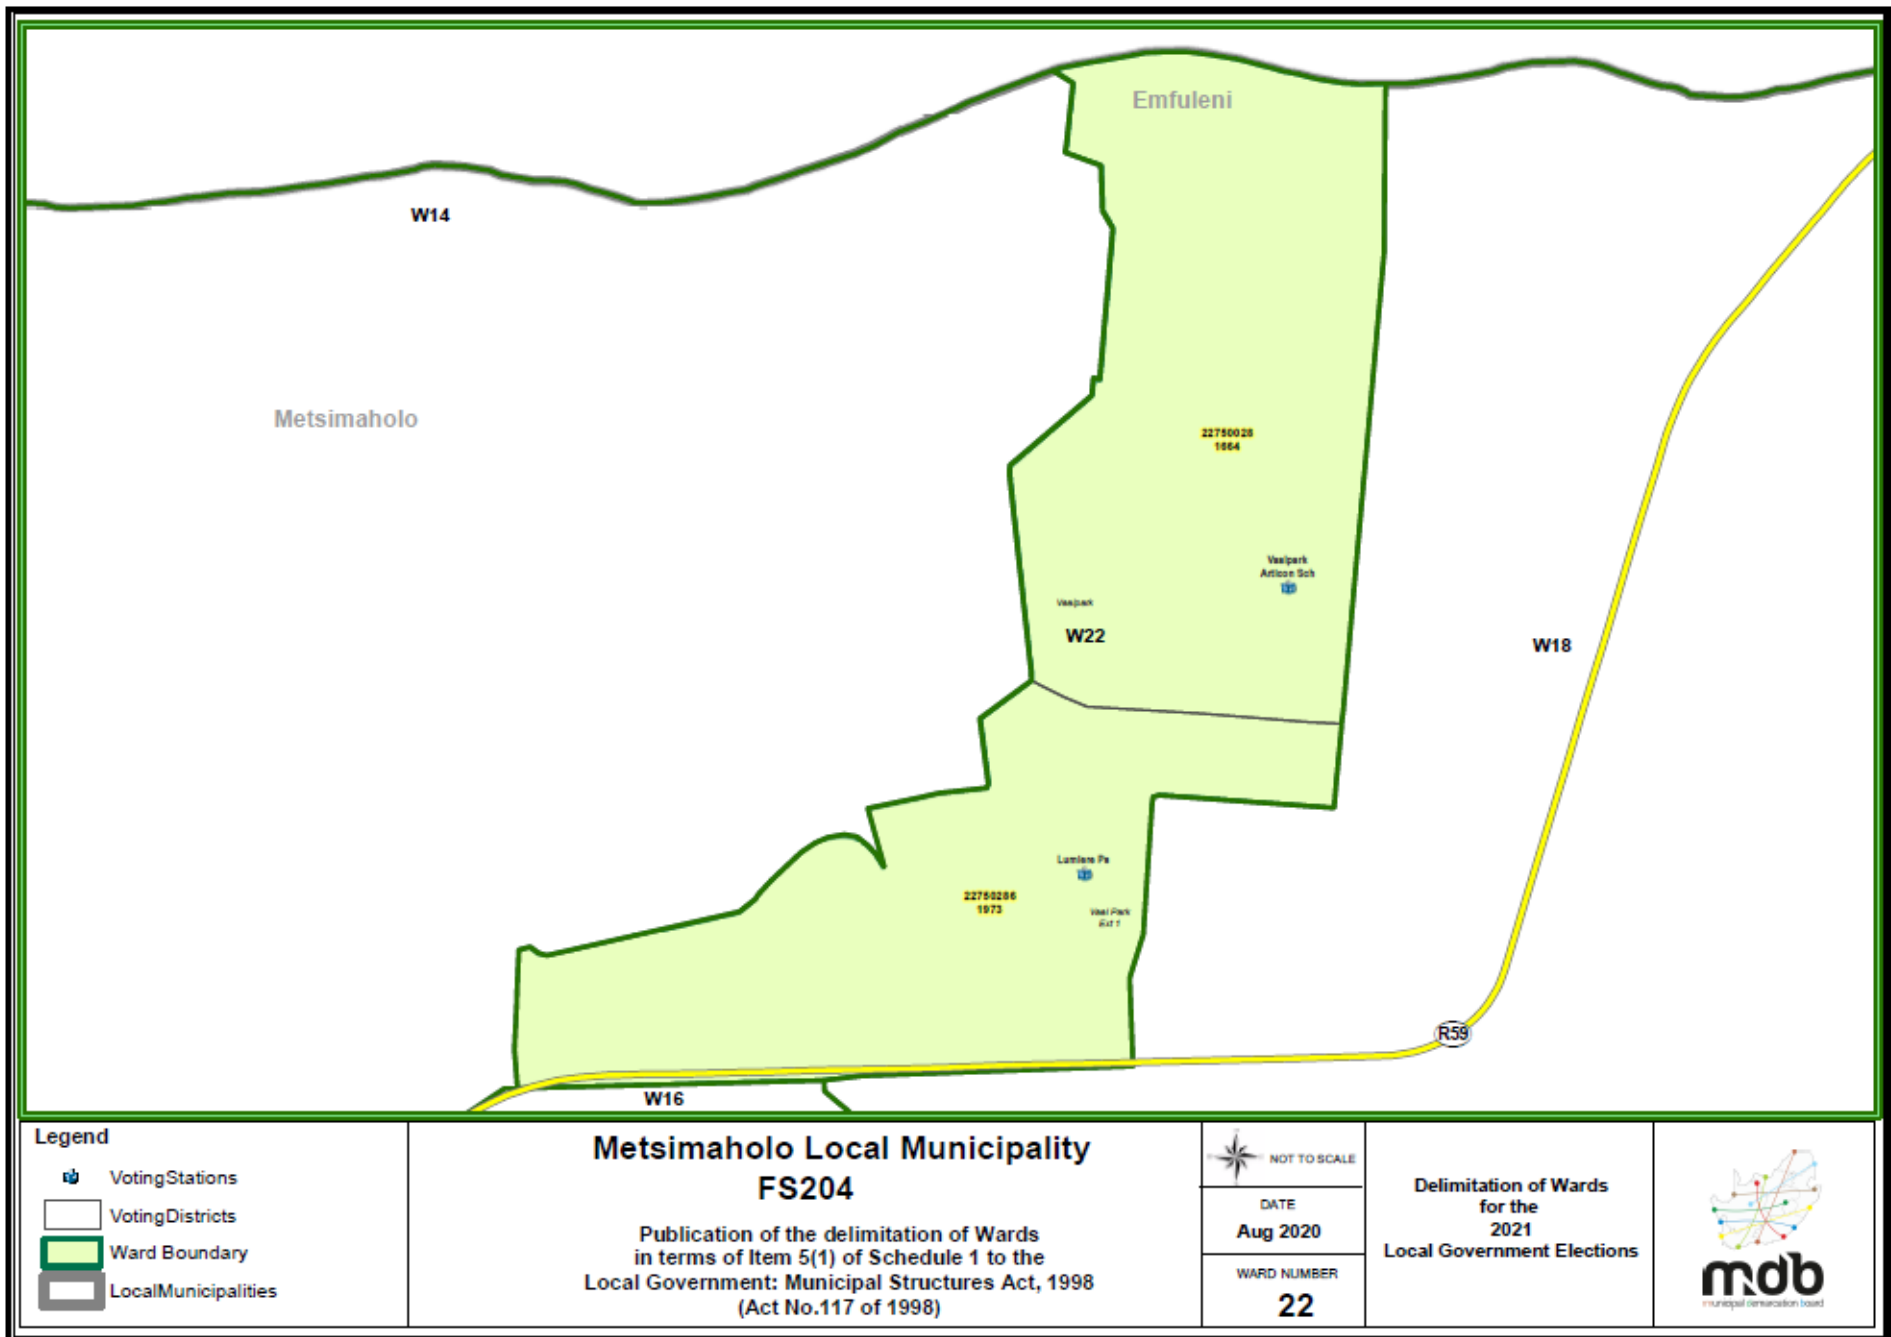 Emfuleni
W14
Metsimaholo
22750028
1664
Vaalpark
Articon Sch
Vaalpark
W22
W18
Lumiere Ps
22750286
1973
Vaal Park
Ext 1
R59
W16
Legend
VotingStations
VotingDistricts
Ward Boundary
LocalMunicipalities
Metsimaholo Local Municipality
FS204
Publication of the delimitation of Wards
in terms of Item 5(1) of Schedule 1 to the
Local Government: Municipal Structures Act, 1998
(Act No.117 of 1998)
NOT TO SCALE
DATE
Aug 2020
WARD NUMBER
22
Delimitation of Wards
for the
2021
Local Government Elections
mdb
municipal demarcation board